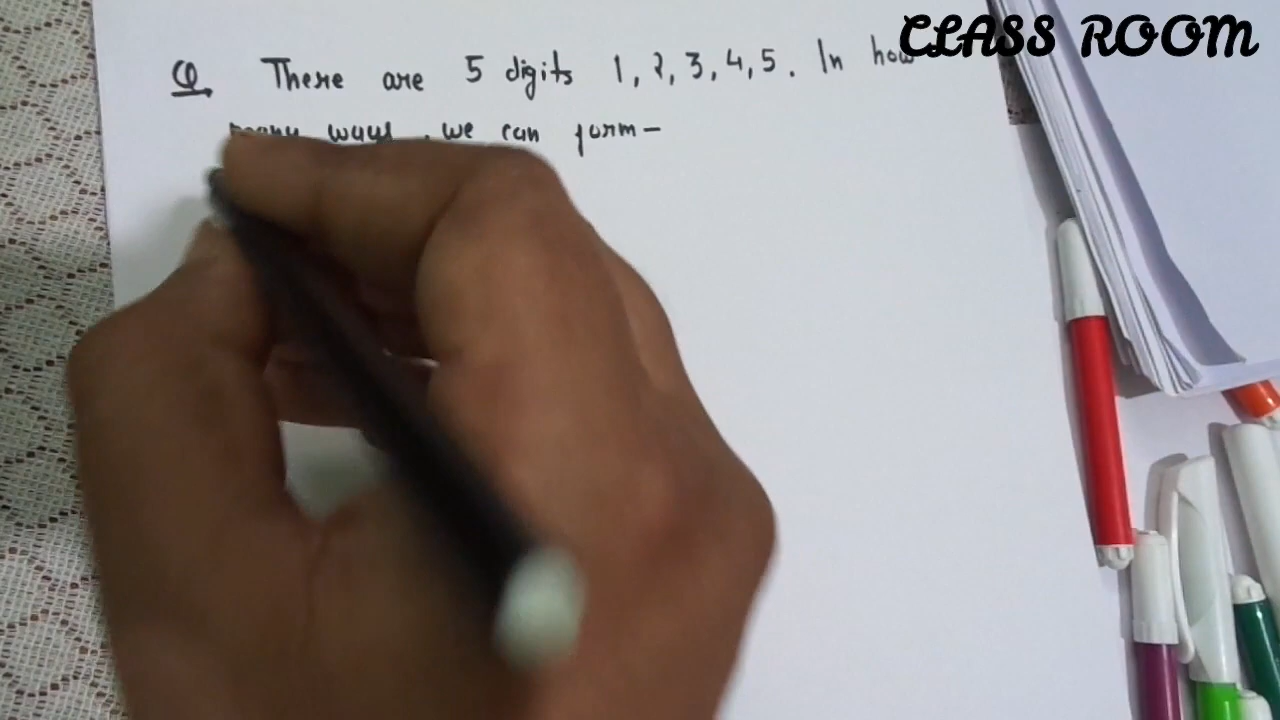 CLASS ROOM
Q There are 5 digits 1, 2, 3, 4, 5. In how
many ways we can form —